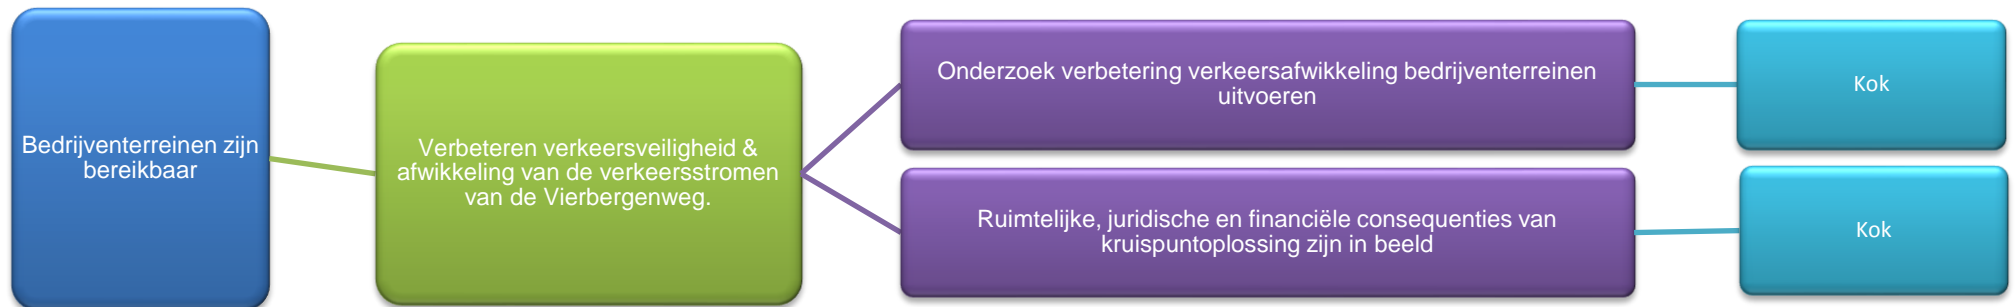 Bedrijventerreinen zijn
bereikbaar
Verbeteren verkeersveiligheid &
afwikkeling van de verkeersstromen
van de Vierbergenweg.
Onderzoek verbetering verkeersafwikkeling bedrijventerreinen
uitvoeren
Kok
Ruimtelijke, juridische en financiële consequenties van
kruispuntoplossing zijn in beeld
Kok